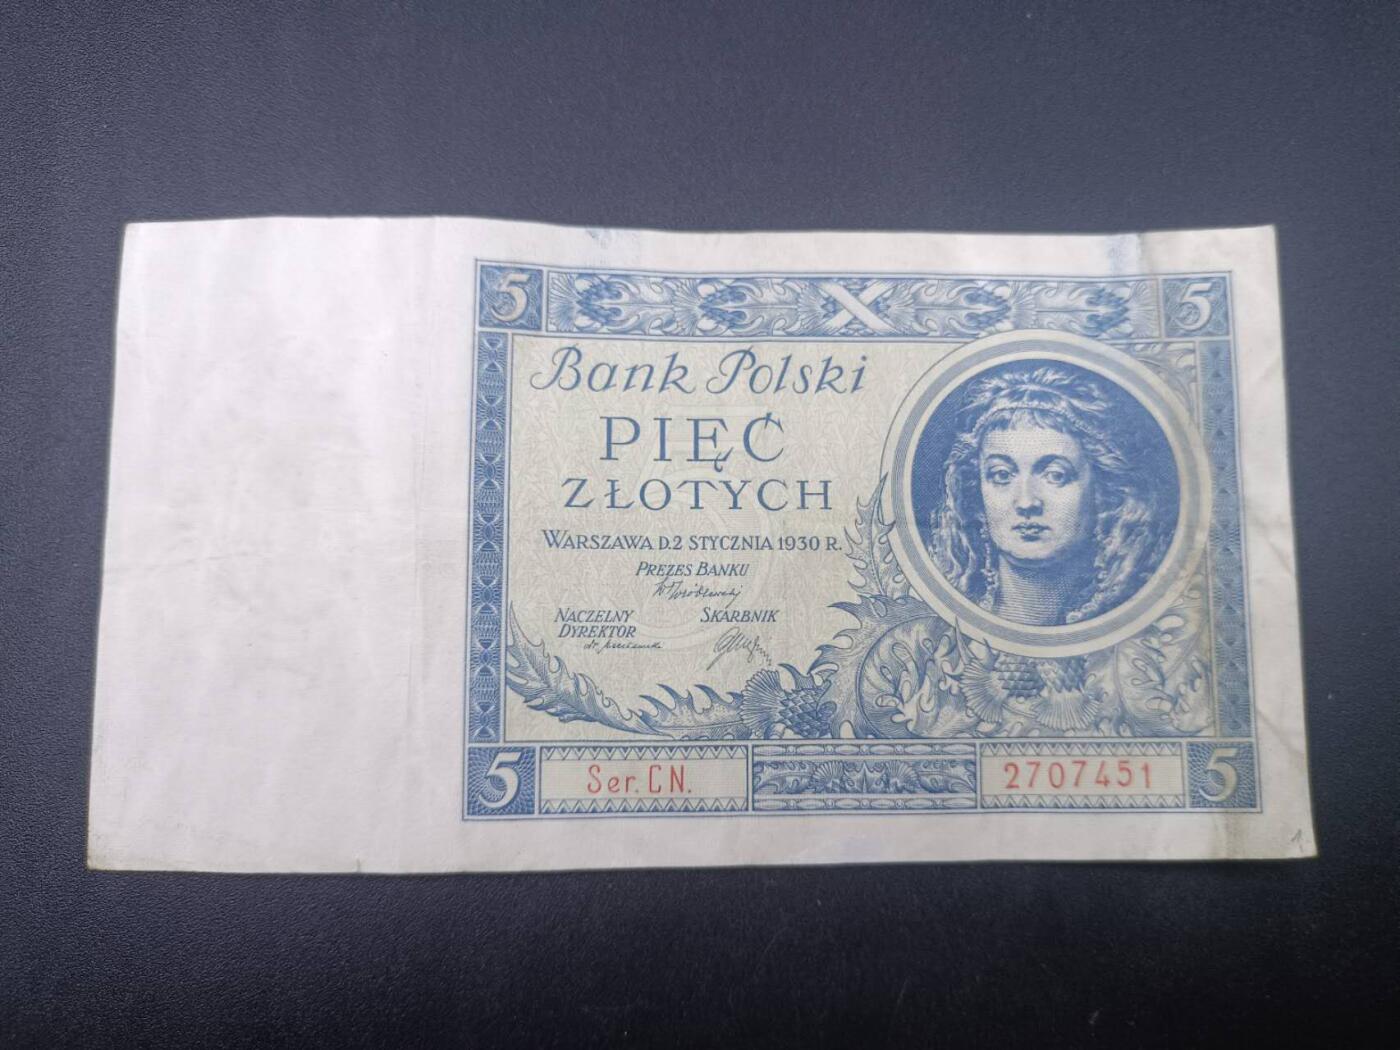 5 5
Bank Polski
PIĘĆ
ZŁOTYCH
WARSZAWA D.2 STYCZNIA 1930 R.
PREZES BANKU
NACZELNY DYREKTOR
SKARBNIK
5 Ser. CN. 2707451 5